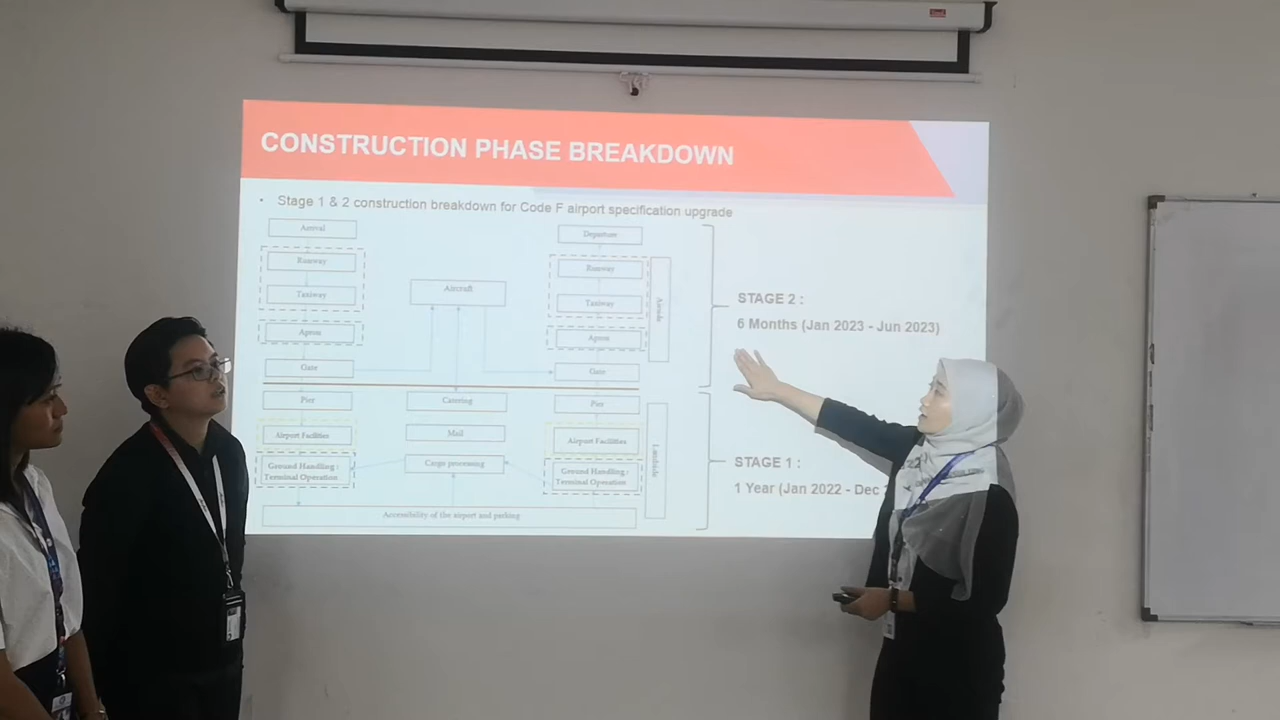 CONSTRUCTION PHASE BREAKDOWN
• Stage 1 & 2 construction breakdown for Code F airport specification upgrade
Arrival
Runway
Taxiway
Apron
Gate
Aircraft
Departure
Runway
Taxiway
Apron
Gate
Airside
STAGE 2 :
6 Months (Jan 2023 - Jun 2023)
Pier
Airport Facilities
Ground Handling :
Terminal Operation
Catering
Mail
Cargo processing
Pier
Airport Facilities
Ground Handling :
Terminal Operation
Landside
Accessibility of the airport and parking
STAGE 1 :
1 Year (Jan 2022 - Dec